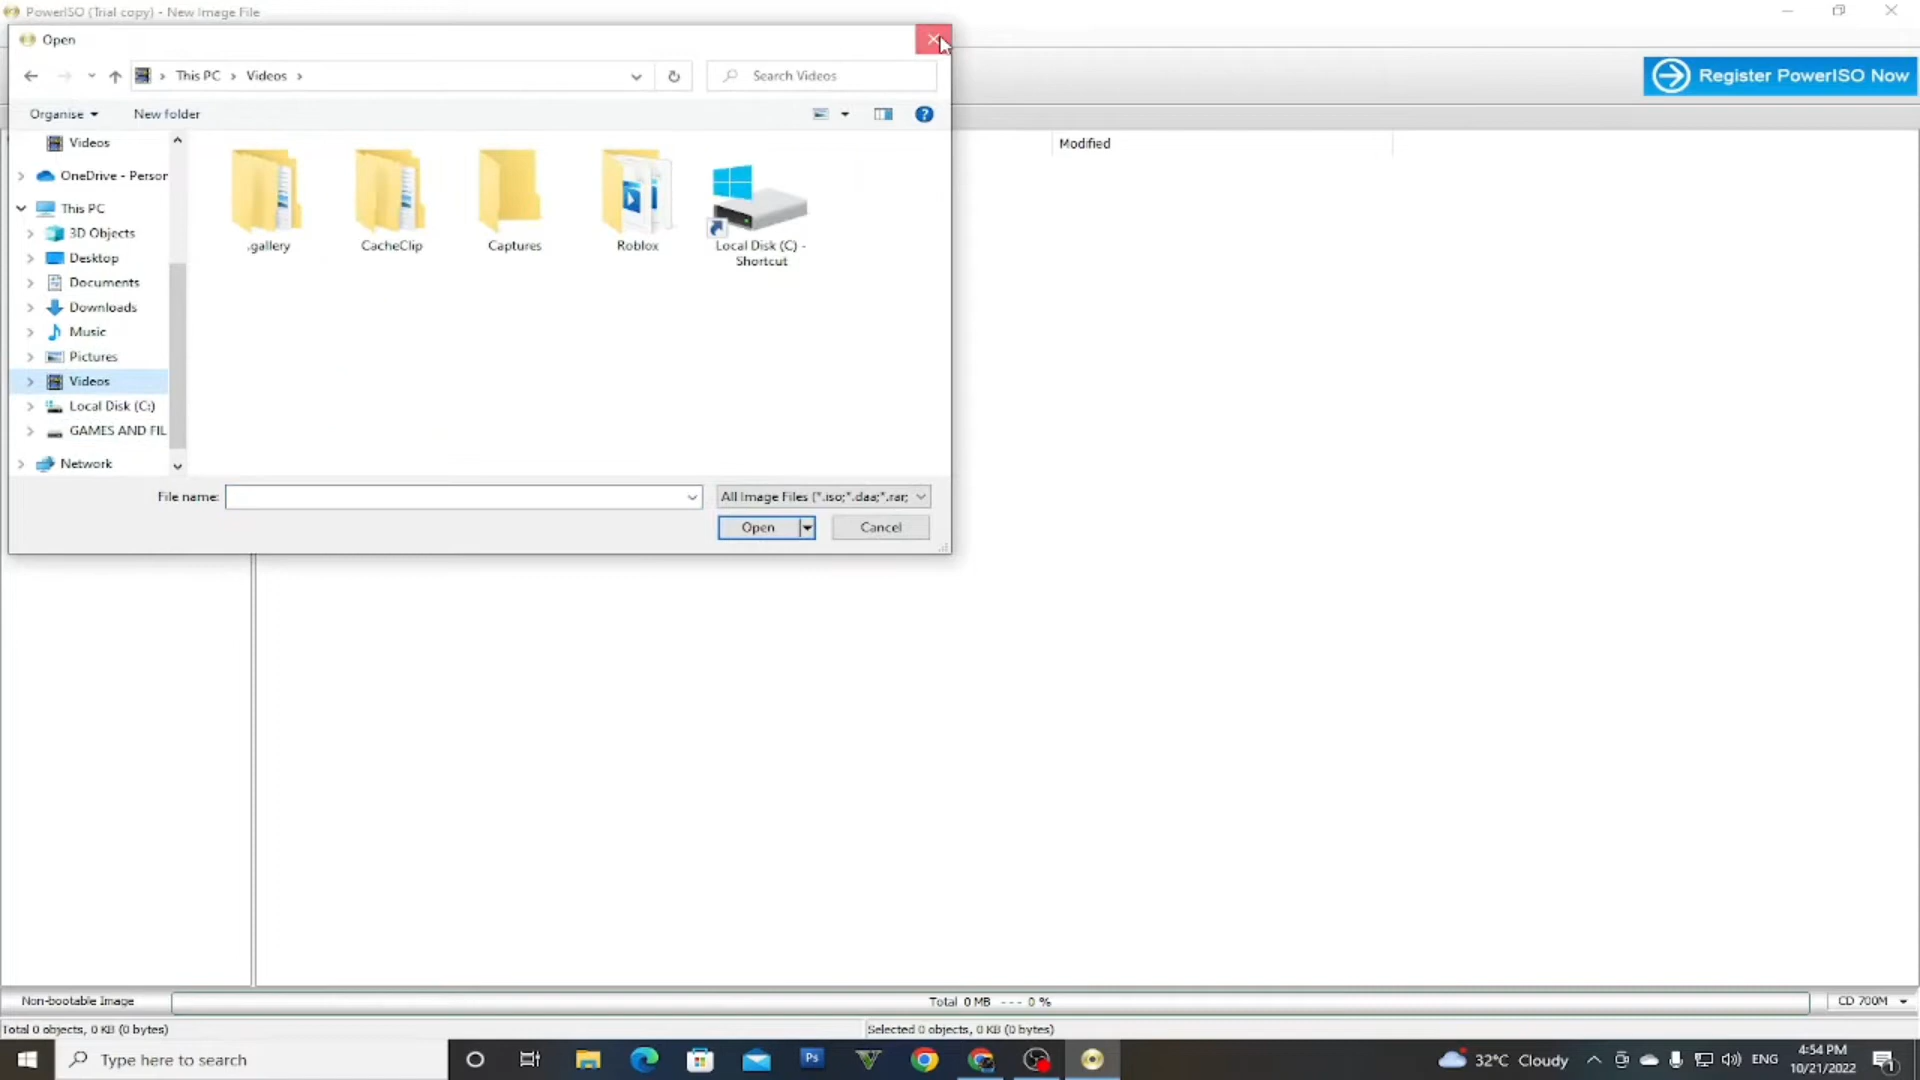 PowerISO (Trial copy) - New Image File
Open
This PC
Videos
Search Videos
Register PowerISO Now
Organise
New folder
Modified
Videos
OneDrive - Person
This PC
3D Objects
Desktop
Documents
Downloads
Music
Pictures
Videos
Local Disk (C:)
GAMES AND FIL
Network
.gallery
CacheClip
Captures
Roblox
Local Disk (C) -
Shortcut
File name:
All Image Files (*.iso;*.daa;*.rar;
Open
Cancel
Non-bootable Image
Total 0 MB --- 0 %
CD 700M
Total 0 objects, 0 KB (0 bytes)
Selected 0 objects, 0 KB (0 bytes)
Type here to search
Ps
32°C Cloudy
ENG
4:54 PM
10/21/2022
1